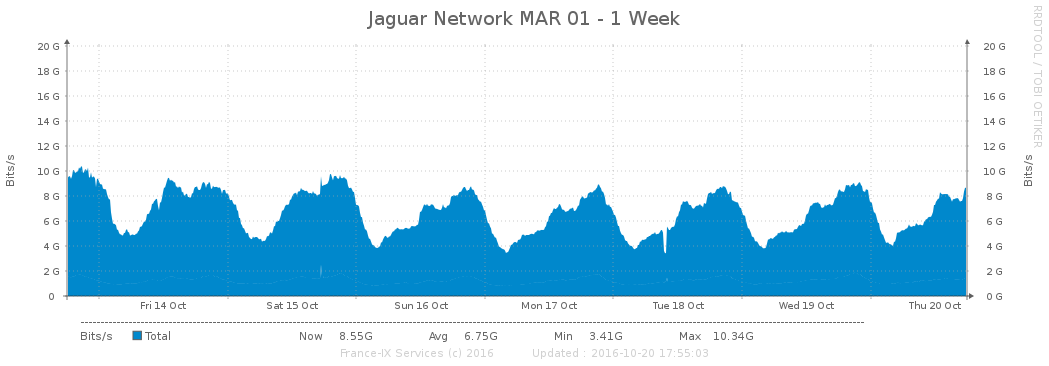 Jaguar Network MAR 01 - 1 Week
RRDTOOL / TOBI OETIKER
Bits/s
20 G
18 G
16 G
14 G
12 G
10 G
8 G
6 G
4 G
2 G
0
20 G
18 G
16 G
14 G
12 G
10 G
8 G
6 G
4 G
2 G
0 G
Bits/s
Fri 14 Oct Sat 15 Oct Sun 16 Oct Mon 17 Oct Tue 18 Oct Wed 19 Oct Thu 20 Oct
Bits/s Total Now 8.55G Avg 6.75G Min 3.41G Max 10.34G
France-IX Services (c) 2016 Updated : 2016-10-20 17:55:03